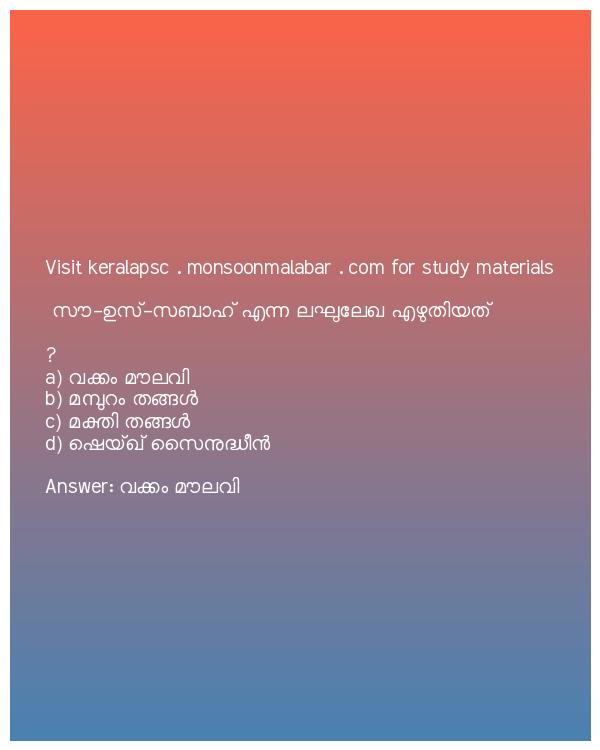 Visit keralapsc . monsoonmalabar . com for study materials
സൗ-ഉസ്-സബാഹ് എന്ന ലഘുലേഖ എഴുതിയത്
?
a) വക്കം മൗലവി
b) മമ്പുറം തങ്ങൾ
c) മക്തി തങ്ങൾ
d) ഷെയ്ഖ് സൈനുദ്ധീൻ
Answer: വക്കം മൗലവി